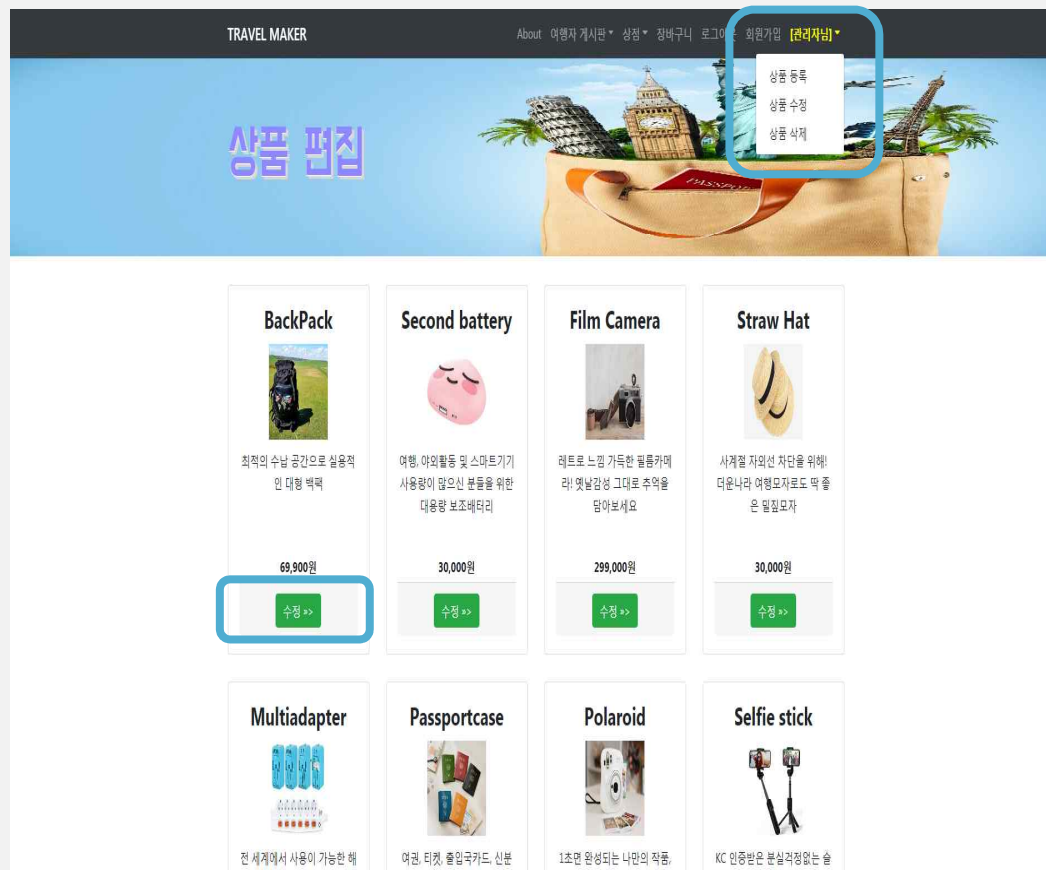 TRAVEL MAKER
About 여행자 게시판 상점 장바구니 로그아웃 회원가입 [관리자님]
상품 등록
상품 수정
상품 삭제
상품 편집
PASSPORT
BackPack
최적의 수납 공간으로 실용적
인 대형 백팩
69,900원
수정 »>
Second battery
여행, 야외활동 및 스마트기기
사용량이 많으신 분들을 위한
대용량 보조배터리
30,000원
수정 »>
Film Camera
레트로 느낌 가득한 필름카메
라! 옛날감성 그대로 추억을
담아보세요
299,000원
수정 »>
Straw Hat
사계절 자외선 차단을 위해!
더운나라 여행모자로도 딱 좋
은 밀짚모자
30,000원
수정 »>
Multiadapter
전 세계에서 사용이 가능한 해
Passportcase
여권, 티켓, 출입국카드, 신분
Polaroid
1초면 완성되는 나만의 작품,
Selfie stick
KC 인증받은 분실걱정없는 슬